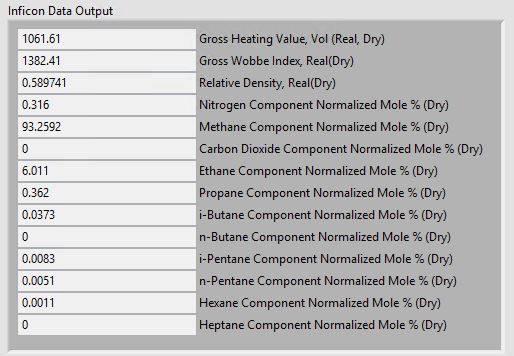 Inficon Data Output
1061.61 Gross Heating Value, Vol (Real, Dry)
1382.41 Gross Wobbe Index, Real(Dry)
0.589741 Relative Density, Real(Dry)
0.316 Nitrogen Component Normalized Mole % (Dry)
93.2592 Methane Component Normalized Mole % (Dry)
0 Carbon Dioxide Component Normalized Mole % (Dry)
6.011 Ethane Component Normalized Mole % (Dry)
0.362 Propane Component Normalized Mole % (Dry)
0.0373 i-Butane Component Normalized Mole % (Dry)
0 n-Butane Component Normalized Mole % (Dry)
0.0083 i-Pentane Component Normalized Mole % (Dry)
0.0051 n-Pentane Component Normalized Mole % (Dry)
0.0011 Hexane Component Normalized Mole % (Dry)
0 Heptane Component Normalized Mole % (Dry)